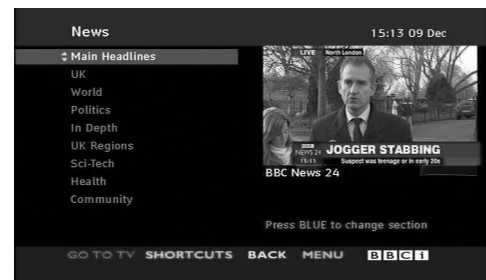 News 15:13 09 Dec
Main Headlines
UK
World
Politics
In Depth
UK Regions
Sci-Tech
Health
Community
LIVE North London
BBC
NEWS 24 JOGGER STABBING
15:13 Suspect was teenage or in early 20s
BBC News 24
Press BLUE to change section
GO TO TV SHORTCUTS BACK MENU BBCi